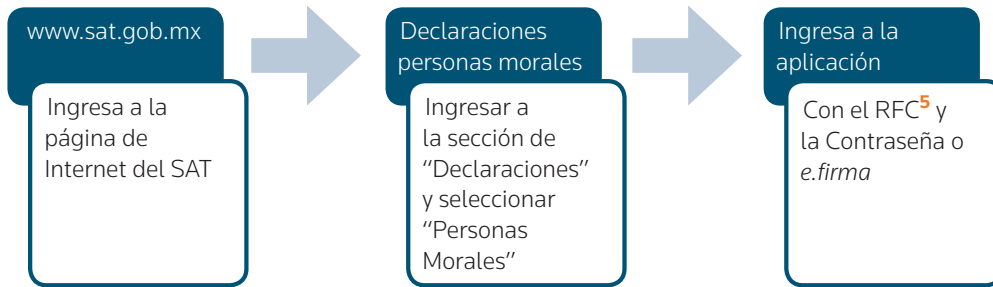 www.sat.gob.mx
Ingresa a la
página de
Internet del SAT
Declaraciones
personas morales
Ingresar a
la sección de
“Declaraciones”
y seleccionar
“Personas
Morales”
Ingresa a la
aplicación
Con el RFC5 y
la Contraseña o
e.firma